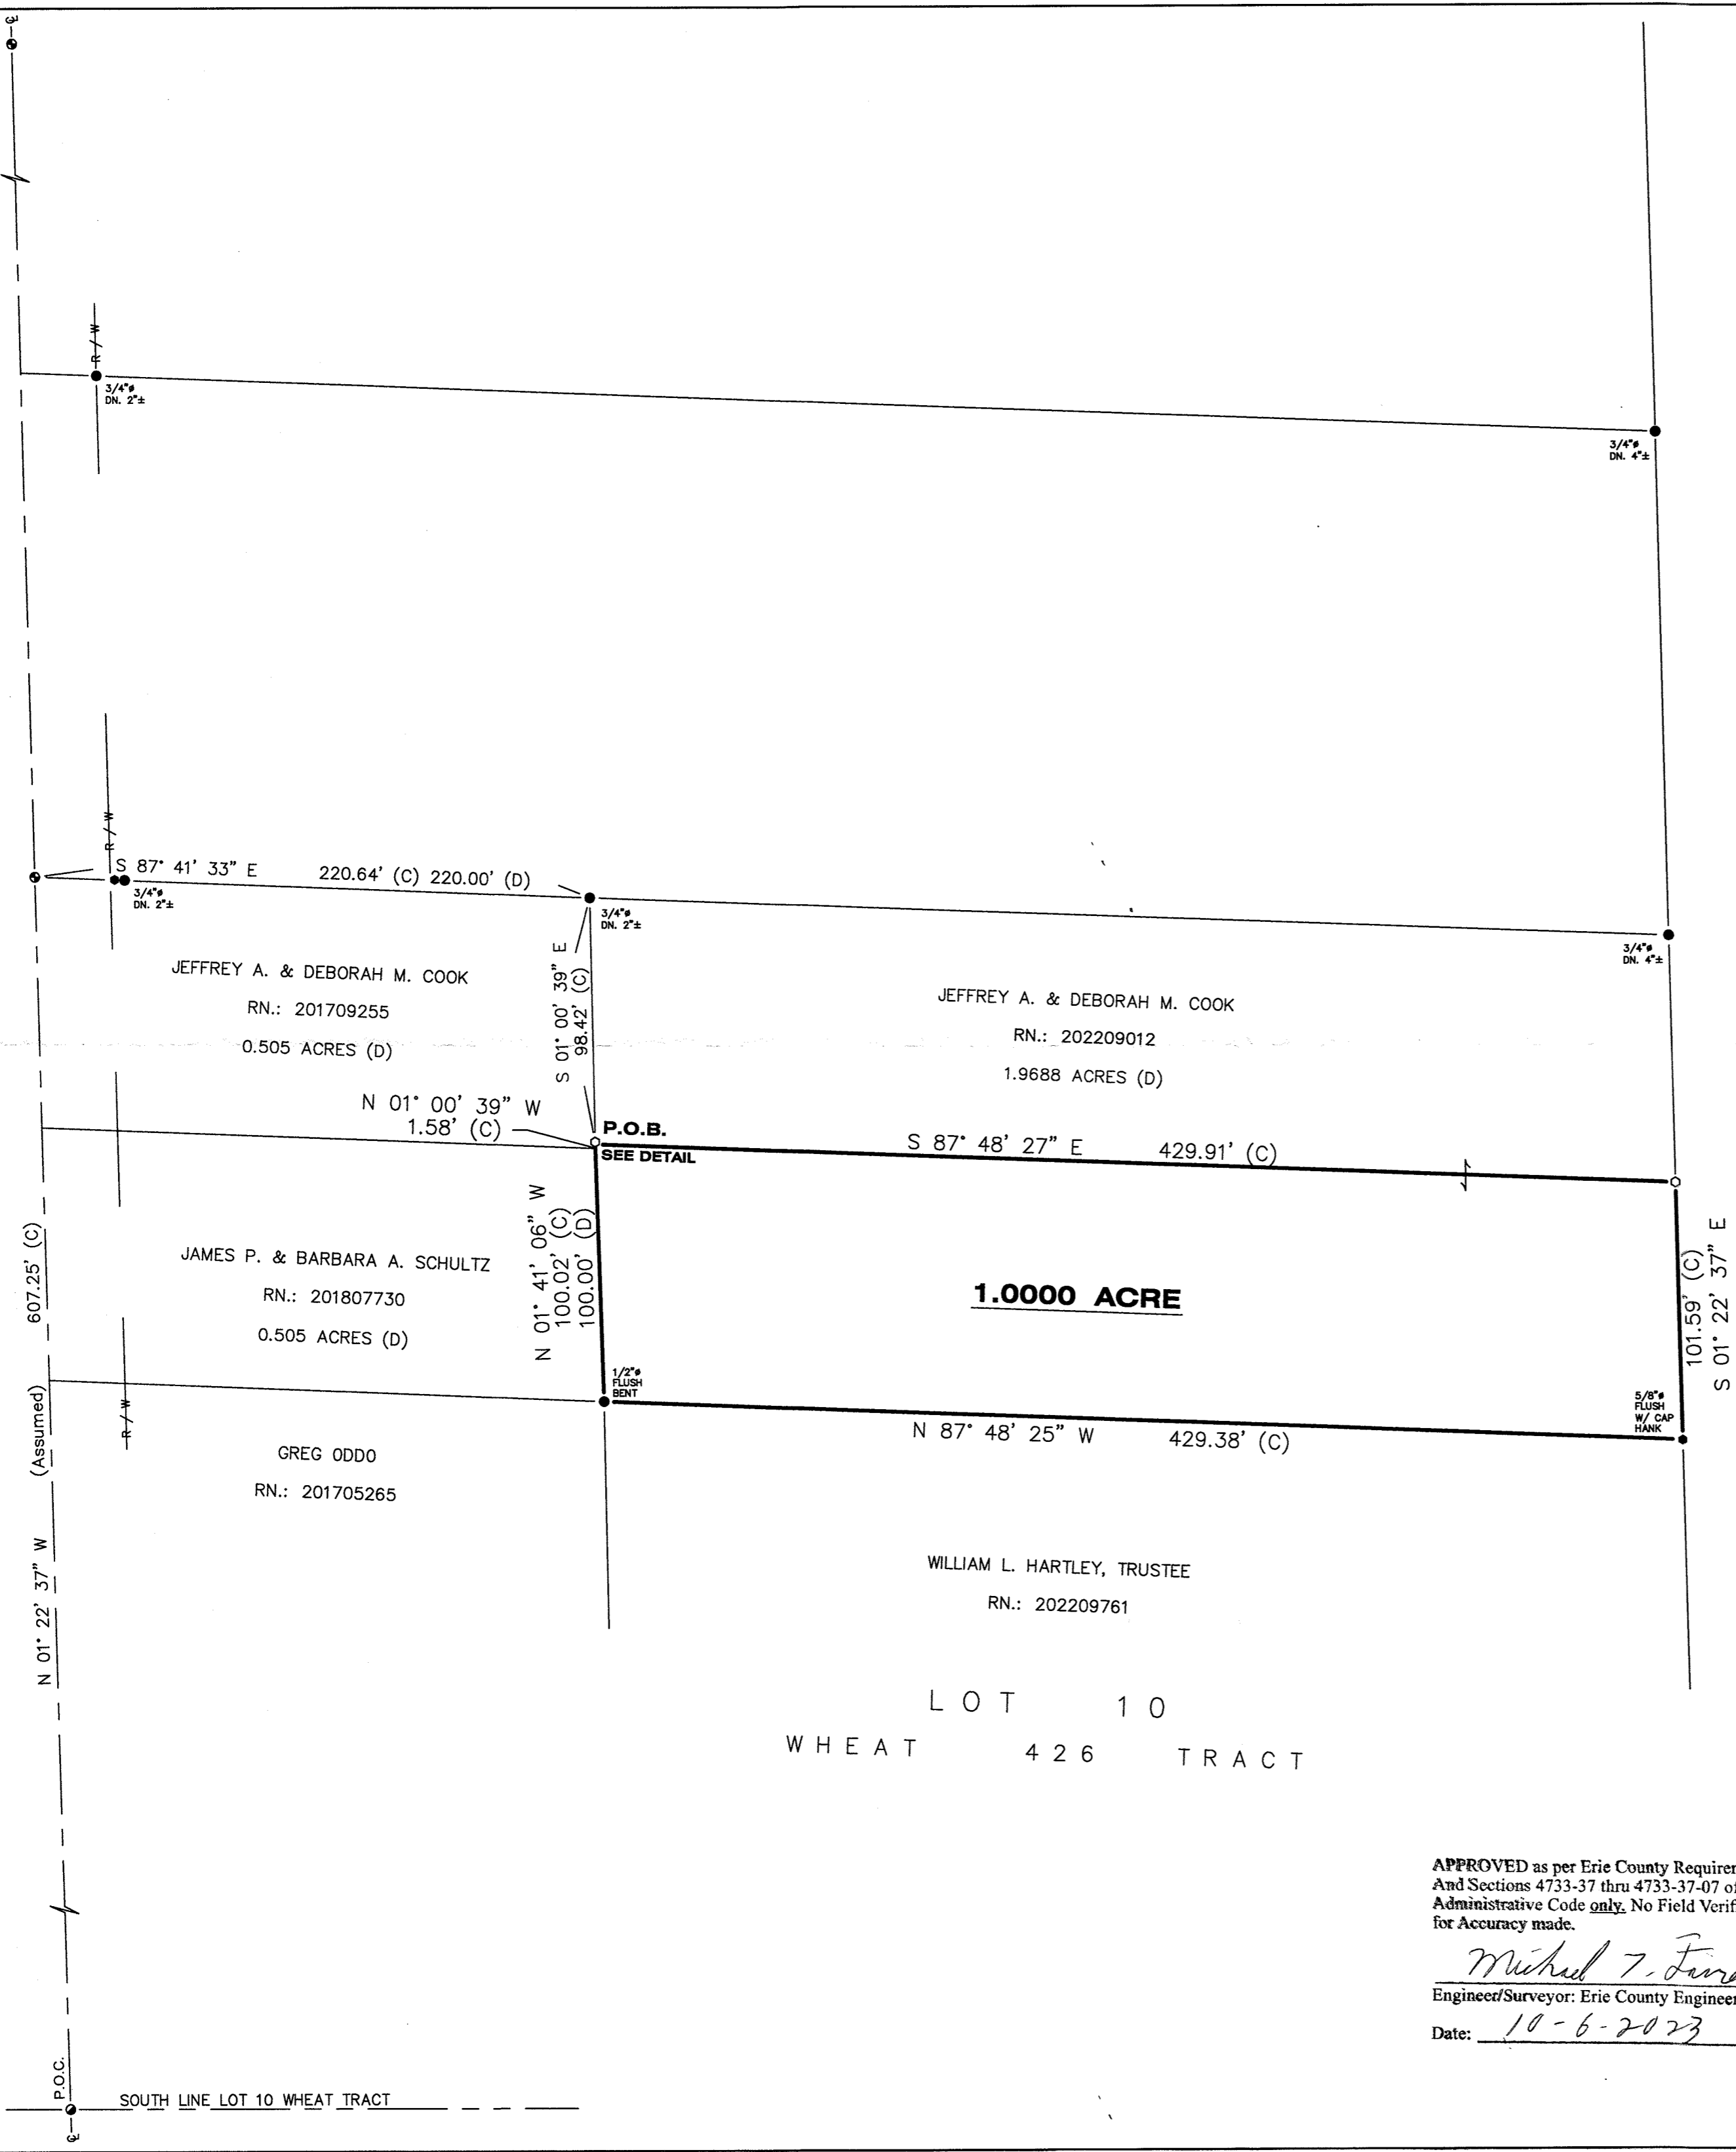 ℄
R / W
3/4"ø
DN. 2"±
3/4"ø
DN. 4"±
R / W
S 87° 41' 33" E 220.64' (C) 220.00' (D)
3/4"ø
DN. 2"±
3/4"ø
DN. 2"±
3/4"ø
DN. 4"±
JEFFREY A. & DEBORAH M. COOK
RN.: 201709255
0.505 ACRES (D)
S 01° 00' 39" E
98.42' (C)
JEFFREY A. & DEBORAH M. COOK
RN.: 202209012
1.9688 ACRES (D)
N 01° 00' 39" W
1.58' (C)
P.O.B.
SEE DETAIL
S 87° 48' 27" E 429.91' (C)
JAMES P. & BARBARA A. SCHULTZ
RN.: 201807730
0.505 ACRES (D)
N 01° 41' 06" W
100.02' (C)
100.00' (D)
1.0000 ACRE
101.59' (C)
S 01° 22' 37" E
1/2"ø
FLUSH
BENT
5/8"ø
FLUSH
W/ CAP
HANK
R / W
N 87° 48' 25" W 429.38' (C)
N 01° 22' 37" W (Assumed) 607.25' (C)
GREG ODDO
RN.: 201705265
WILLIAM L. HARTLEY, TRUSTEE
RN.: 202209761
LOT 10
WHEAT 426 TRACT
APPROVED as per Erie County Requirem
And Sections 4733-37 thru 4733-37-07 of
Administrative Code only. No Field Verifi
for Accuracy made.
Michael T.
Engineer/Surveyor: Erie County Engineer
Date: 10-6-2023
P.O.C.
SOUTH LINE LOT 10 WHEAT TRACT
℄